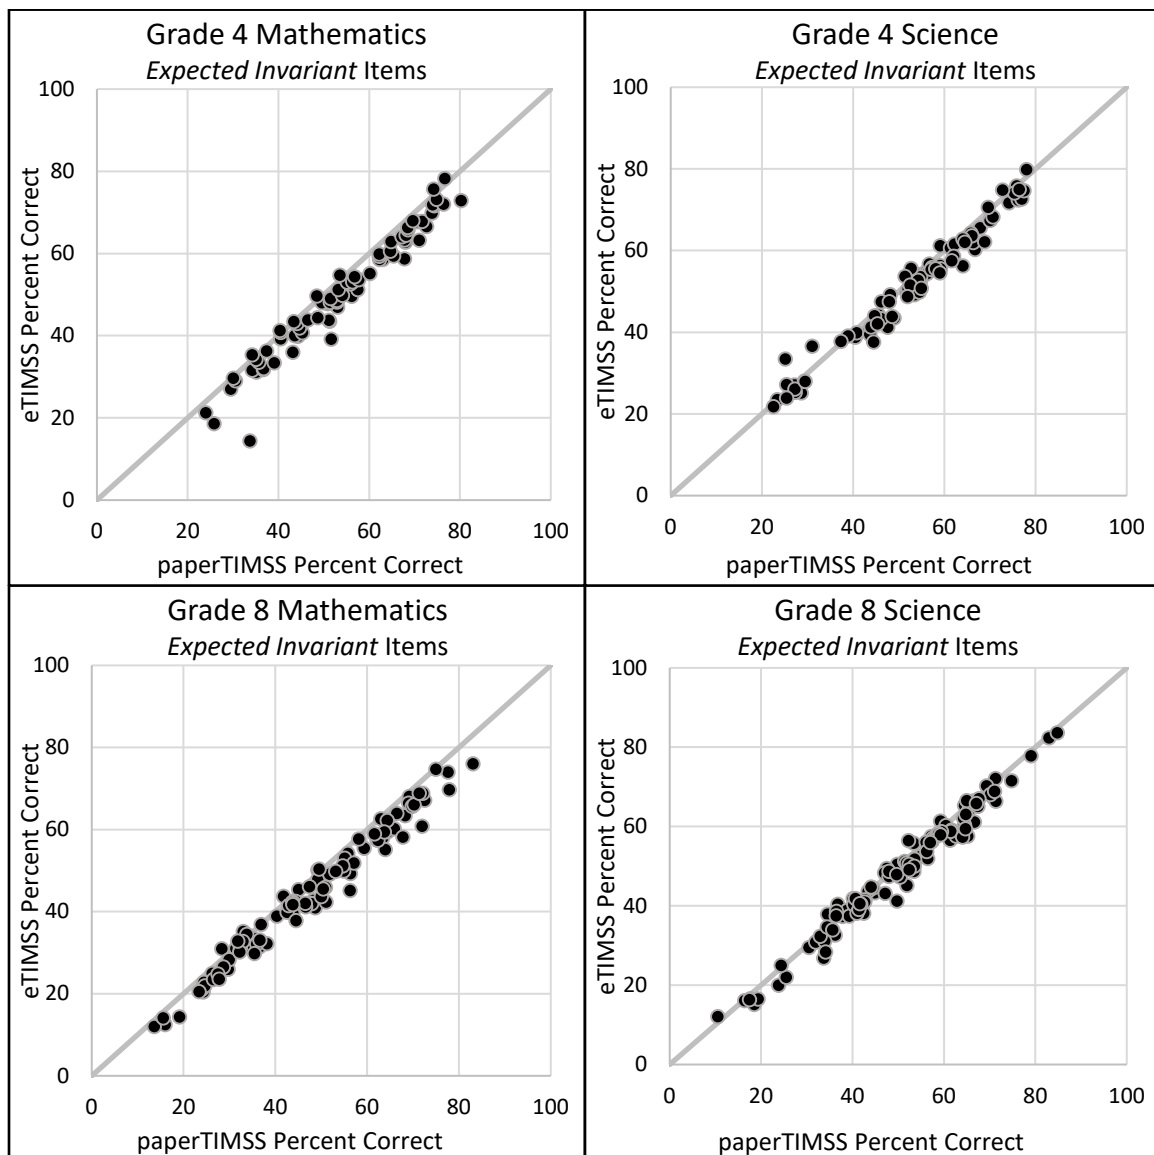 Grade 4 Mathematics
Expected Invariant Items
100
80
60
40
20
0
eTIMSS Percent Correct
0 20 40 60 80 100
paperTIMSS Percent Correct
Grade 4 Science
Expected Invariant Items
100
80
60
40
20
0
eTIMSS Percent Correct
0 20 40 60 80 100
paperTIMSS Percent Correct
Grade 8 Mathematics
Expected Invariant Items
100
80
60
40
20
0
eTIMSS Percent Correct
0 20 40 60 80 100
paperTIMSS Percent Correct
Grade 8 Science
Expected Invariant Items
100
80
60
40
20
0
eTIMSS Percent Correct
0 20 40 60 80 100
paperTIMSS Percent Correct